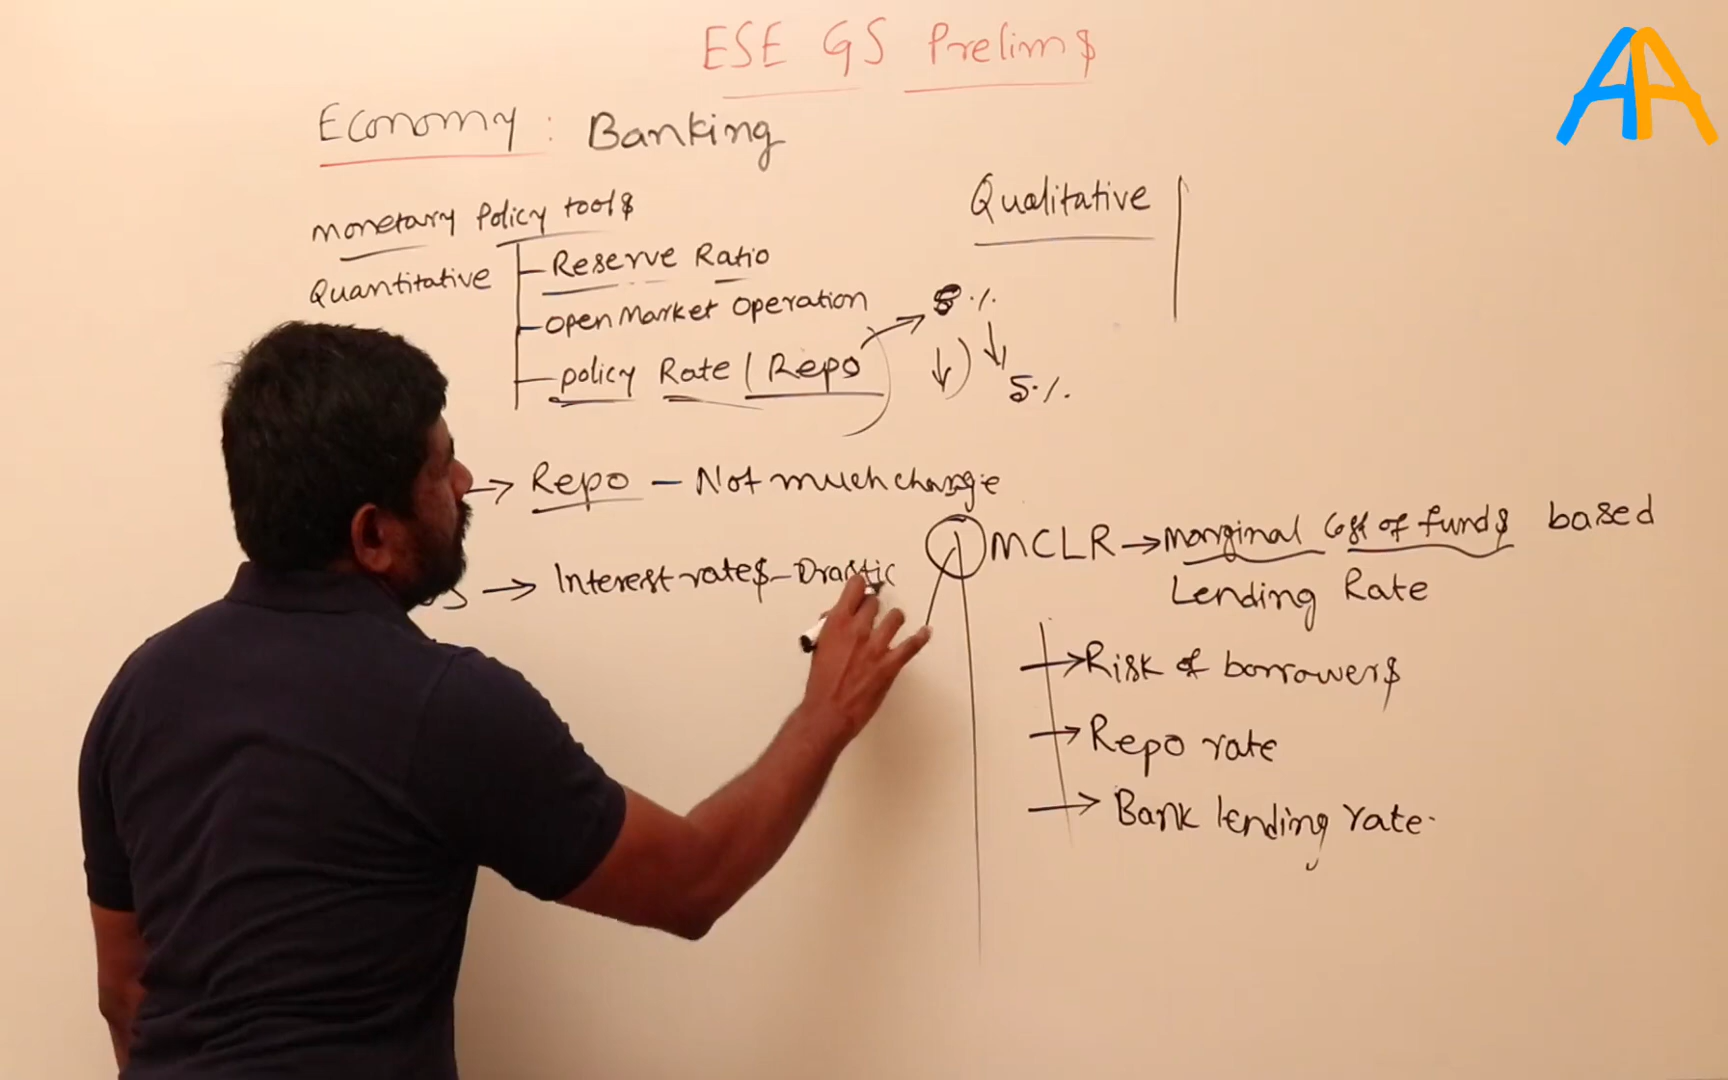 ESE GS Prelims
AA
Economy : Banking
Monetary Policy tools
Quantitative
Reserve Ratio
Open Market Operation
Policy Rate / Repo
Qualitative
8 %
5 %.
→ Repo - Not much change
→ Interest rates - Drastic
MCLR → Marginal Cost of funds based
Lending Rate
→ Risk of borrowers
→ Repo rate
→ Bank lending rate.